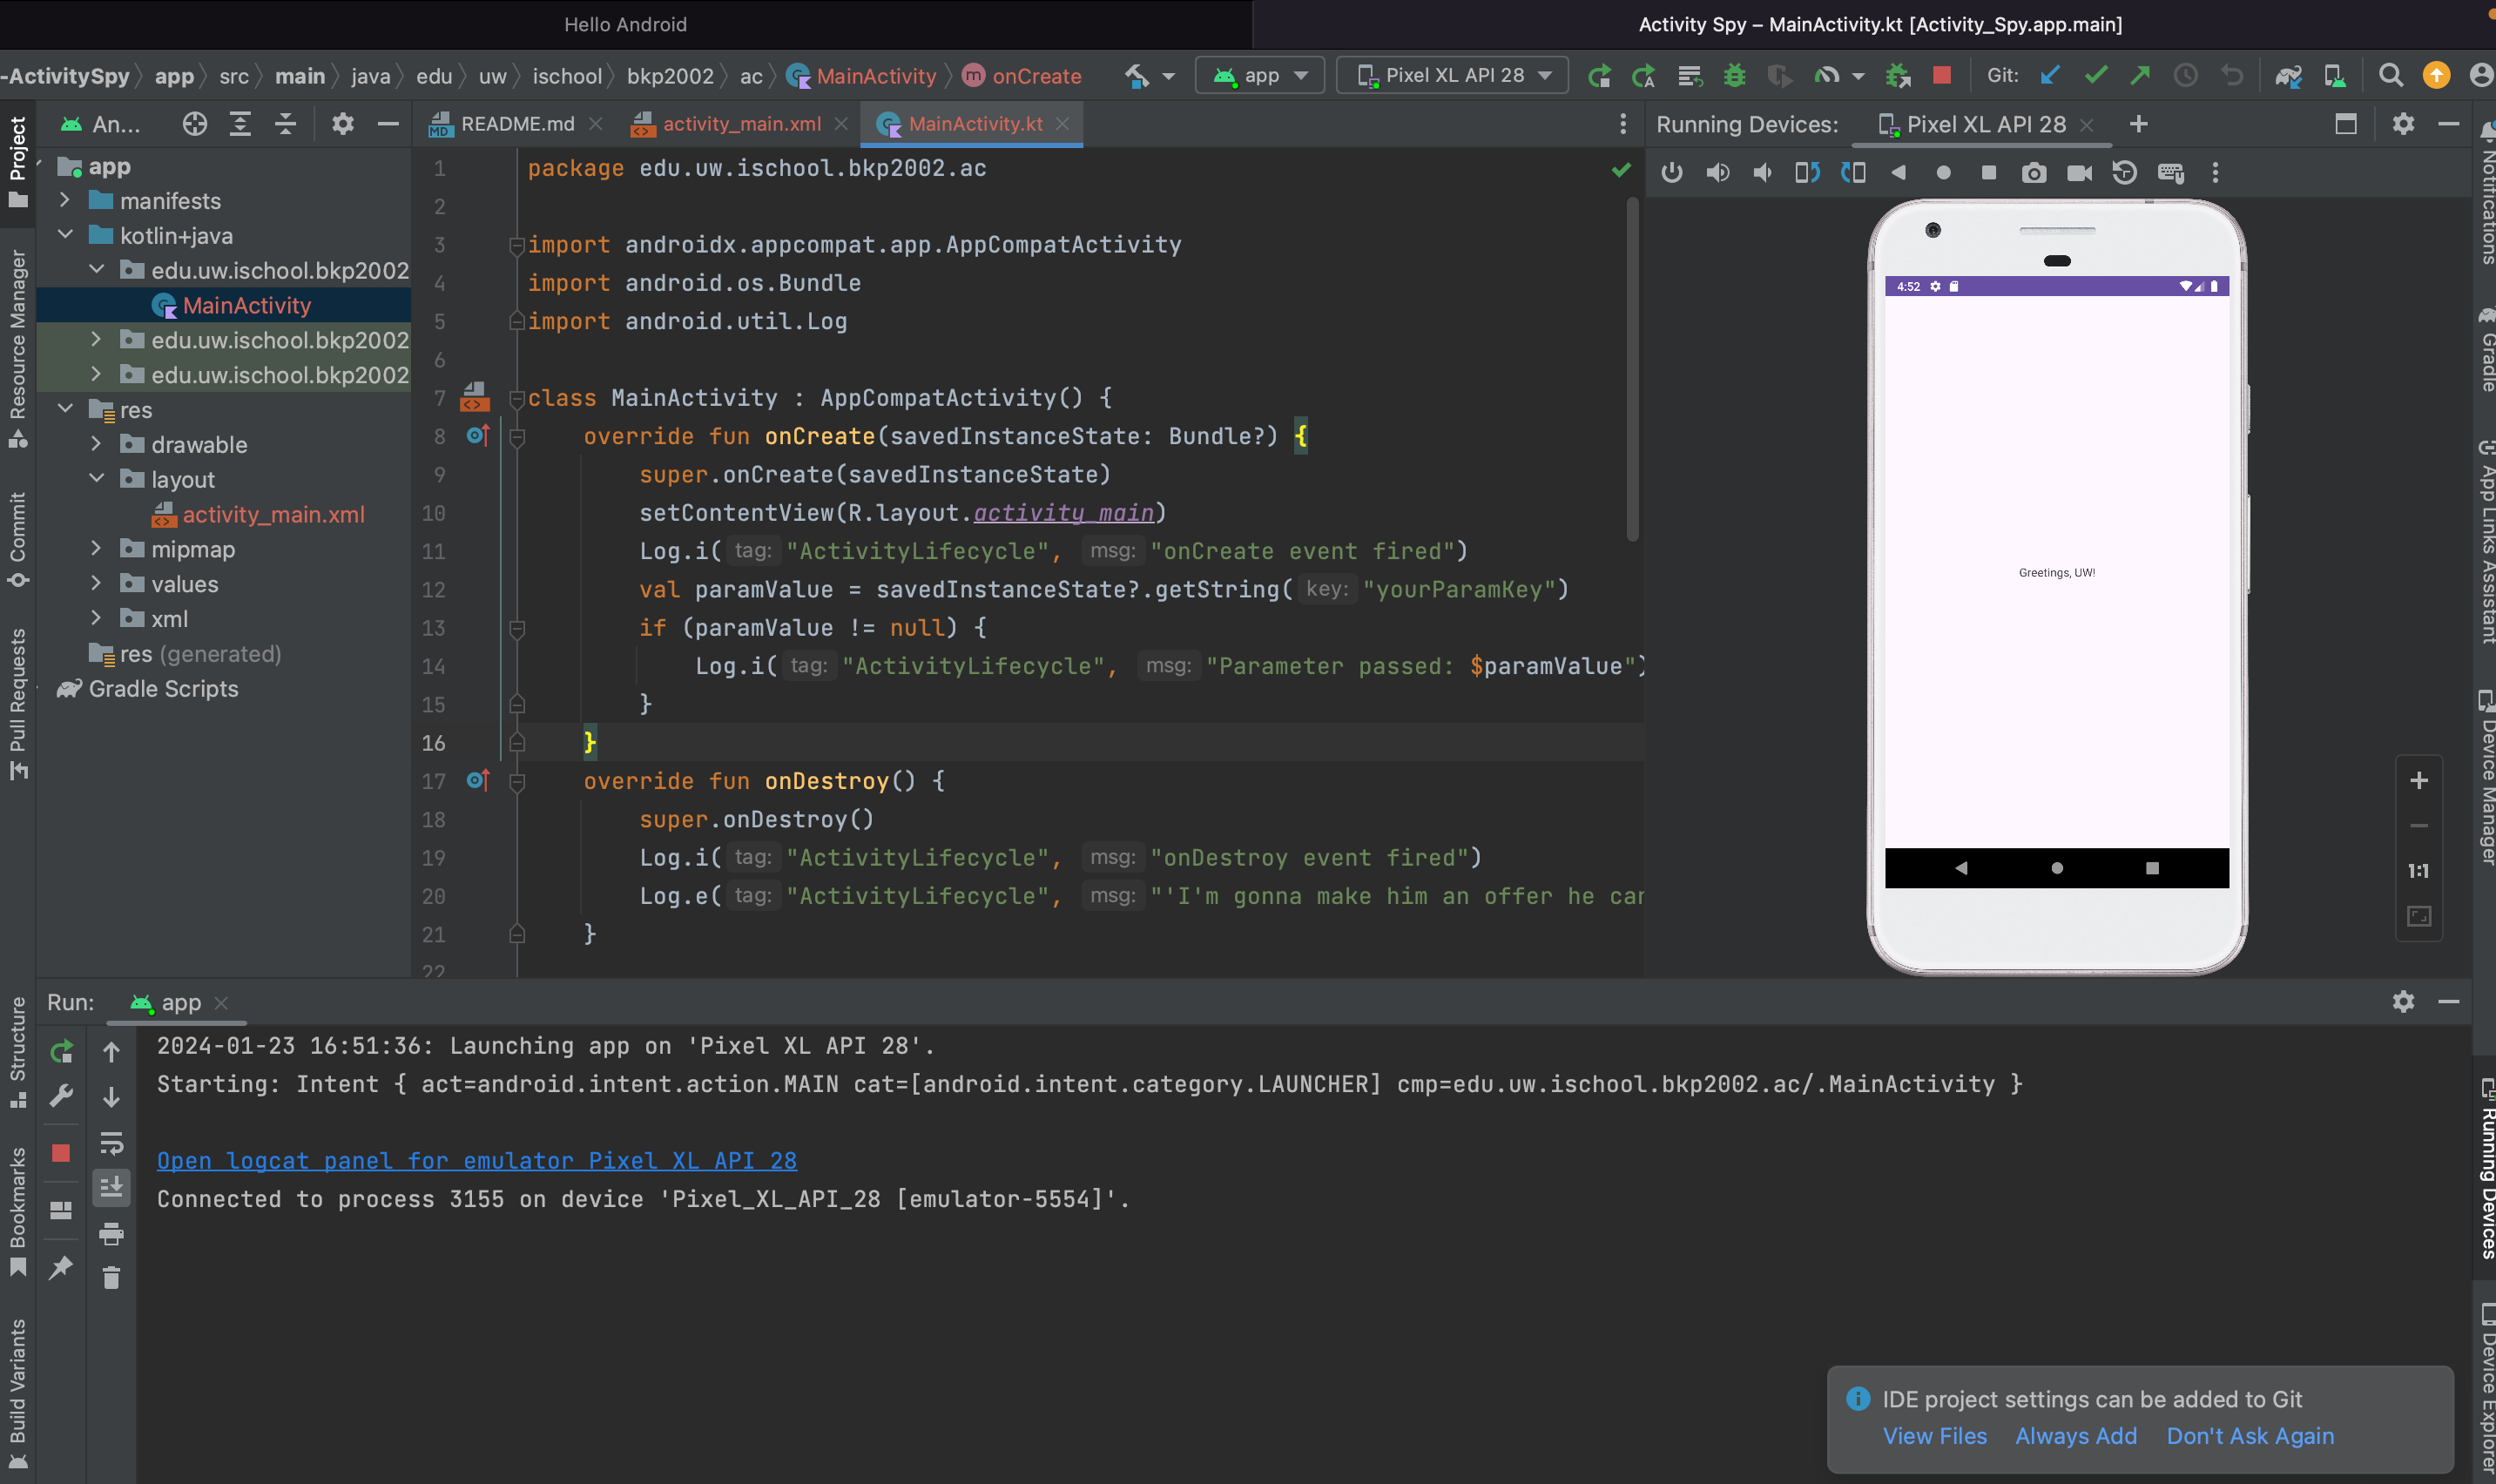 Hello Android
Activity Spy – MainActivity.kt [Activity_Spy.app.main]
-ActivitySpy app src main java edu uw ischool bkp2002 ac MainActivity m onCreate app Pixel XL API 28 Git:
An...
README.md activity_main.xml MainActivity.kt
Running Devices: Pixel XL API 28
Project
Resource Manager
Commit
Pull Requests
Structure
Bookmarks
Build Variants
app
manifests
kotlin+java
edu.uw.ischool.bkp2002
MainActivity
edu.uw.ischool.bkp2002
edu.uw.ischool.bkp2002
res
drawable
layout
activity_main.xml
mipmap
values
xml
res (generated)
Gradle Scripts
1 package edu.uw.ischool.bkp2002.ac
2
3 import androidx.appcompat.app.AppCompatActivity
4 import android.os.Bundle
5 import android.util.Log
6
7 class MainActivity : AppCompatActivity() {
8 override fun onCreate(savedInstanceState: Bundle?) {
9 super.onCreate(savedInstanceState)
10 setContentView(R.layout.activity_main)
11 Log.i( tag: "ActivityLifecycle", msg: "onCreate event fired")
12 val paramValue = savedInstanceState?.getString( key: "yourParamKey")
13 if (paramValue != null) {
14 Log.i( tag: "ActivityLifecycle", msg: "Parameter passed: $paramValue")
15 }
16 }
17 override fun onDestroy() {
18 super.onDestroy()
19 Log.i( tag: "ActivityLifecycle", msg: "onDestroy event fired")
20 Log.e( tag: "ActivityLifecycle", msg: "'I'm gonna make him an offer he car
21 }
22
4:52
Greetings, UW!
1:1
Notifications
Gradle
App Links Assistant
Device Manager
Running Devices
Device Explorer
Run: app
2024-01-23 16:51:36: Launching app on 'Pixel XL API 28'.
Starting: Intent { act=android.intent.action.MAIN cat=[android.intent.category.LAUNCHER] cmp=edu.uw.ischool.bkp2002.ac/.MainActivity }
Open logcat panel for emulator Pixel XL API 28
Connected to process 3155 on device 'Pixel_XL_API_28 [emulator-5554]'.
IDE project settings can be added to Git
View Files Always Add Don't Ask Again